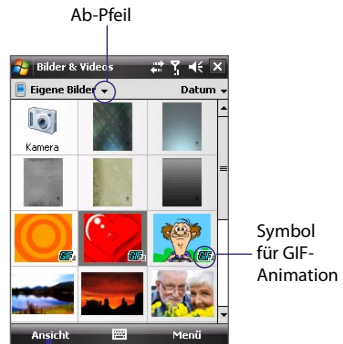 Ab-Pfeil
Bilder & Videos
Eigene Bilder
Datum
Kamera
GIF
GIF
GIF
Symbol
für GIF-
Animation
Ansicht
Menü